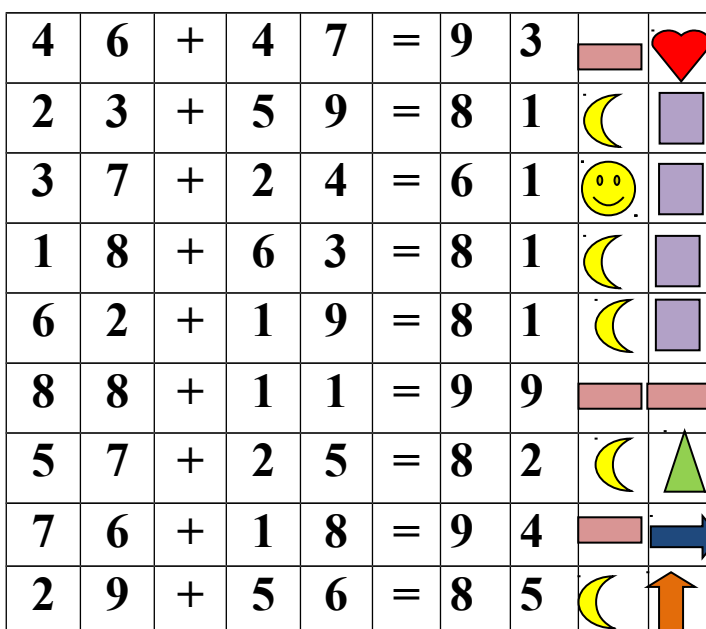 4 6 + 4 7 = 9 3
2 3 + 5 9 = 8 1
3 7 + 2 4 = 6 1
1 8 + 6 3 = 8 1
6 2 + 1 9 = 8 1
8 8 + 1 1 = 9 9
5 7 + 2 5 = 8 2
7 6 + 1 8 = 9 4
2 9 + 5 6 = 8 5